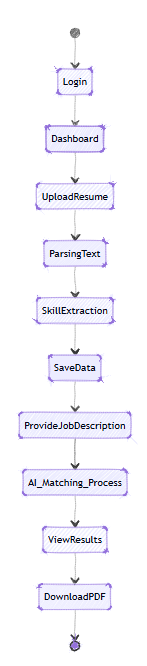 Login
Dashboard
UploadResume
ParsingText
SkillExtraction
SaveData
ProvideJobDescription
AI_Matching_Process
ViewResults
DownloadPDF